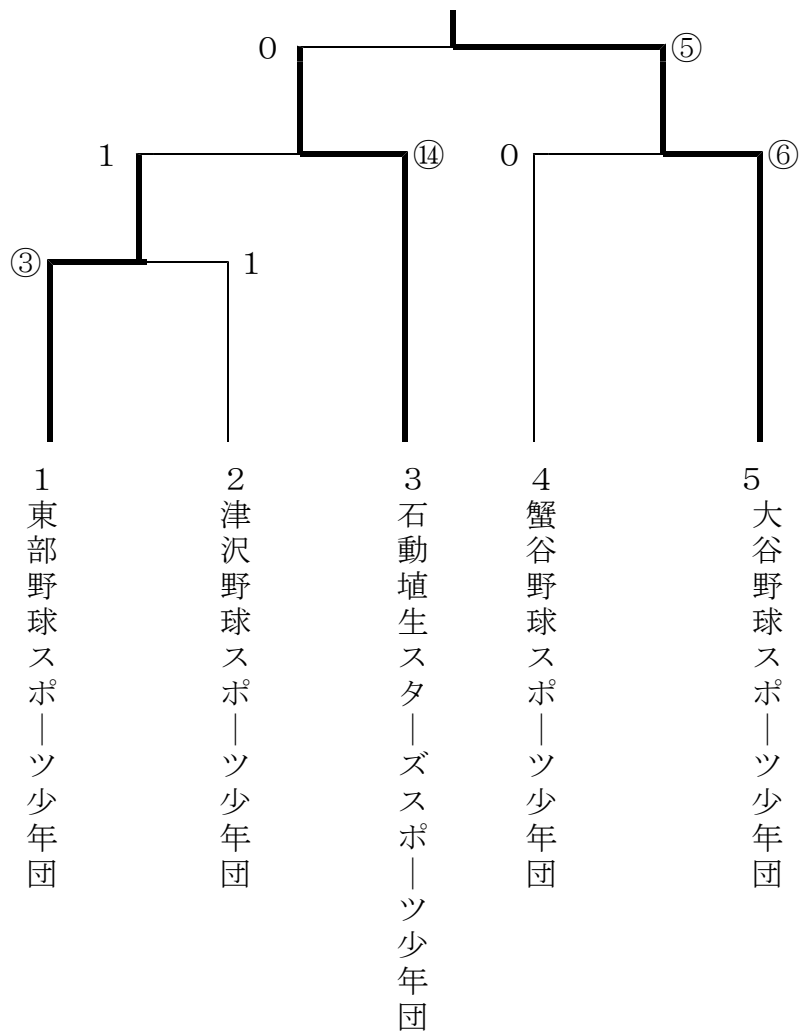 ０ ⑤
１ ⑭ ０ ⑥
③ １
１ ２ ３ ４ ５
東部野球スポーツ少年団
津沢野球スポーツ少年団
石動埴生スターズスポーツ少年団
蟹谷野球スポーツ少年団
大谷野球スポーツ少年団